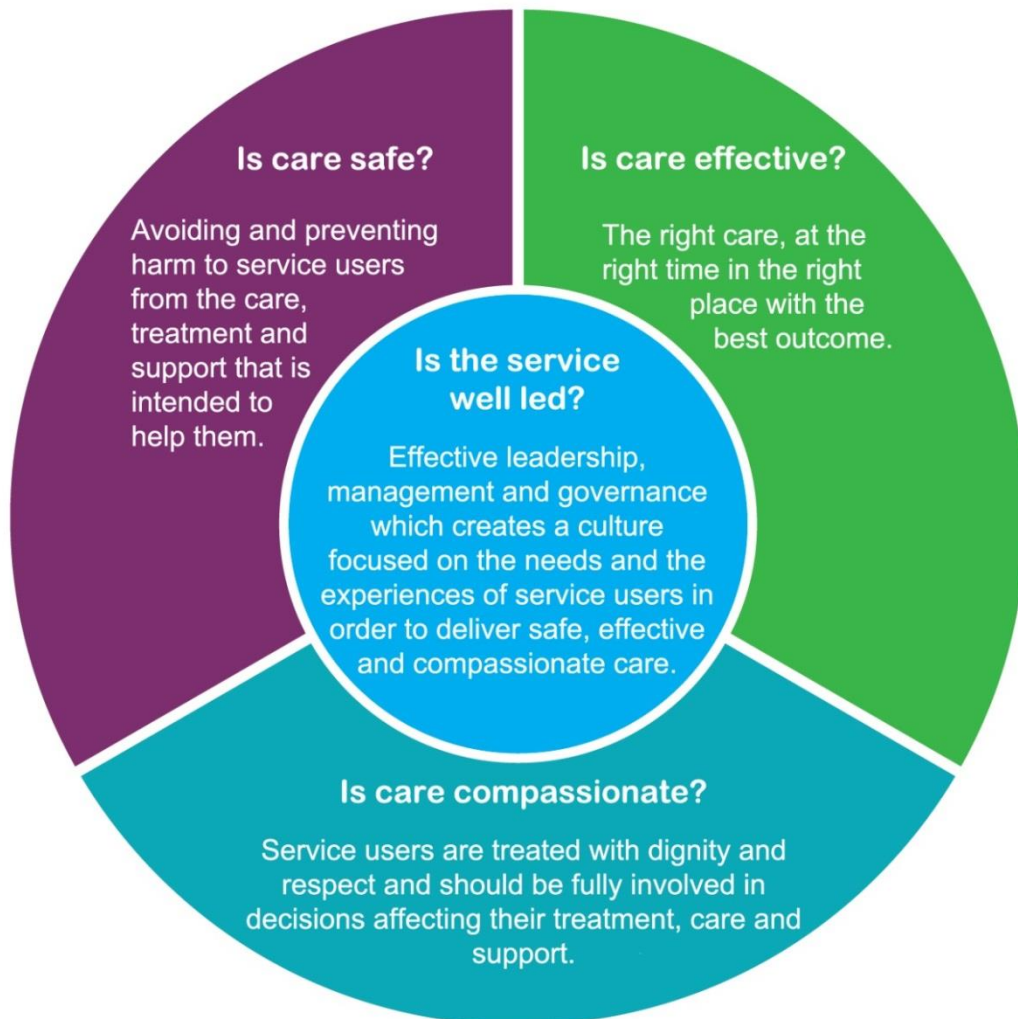 Is care safe?
Avoiding and preventing
harm to service users
from the care,
treatment and
support that is
intended to
help them.
Is care effective?
The right care, at the
right time in the right
place with the
best outcome.
Is the service
well led?
Effective leadership,
management and governance
which creates a culture
focused on the needs and the
experiences of service users in
order to deliver safe, effective
and compassionate care.
Is care compassionate?
Service users are treated with dignity and
respect and should be fully involved in
decisions affecting their treatment, care and
support.